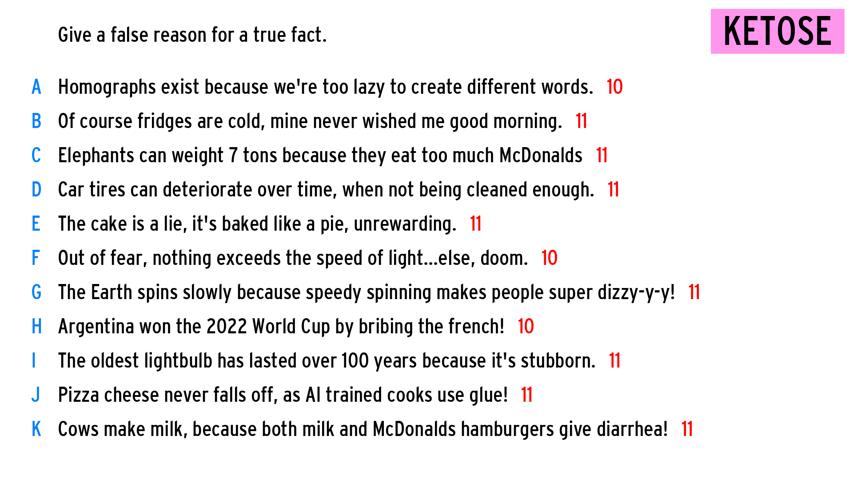 Give a false reason for a true fact.
KETOSE
A Homographs exist because we're too lazy to create different words. 10
B Of course fridges are cold, mine never wished me good morning. 11
C Elephants can weight 7 tons because they eat too much McDonalds 11
D Car tires can deteriorate over time, when not being cleaned enough. 11
E The cake is a lie, it's baked like a pie, unrewarding. 11
F Out of fear, nothing exceeds the speed of light...else, doom. 10
G The Earth spins slowly because speedy spinning makes people super dizzy-y-y! 11
H Argentina won the 2022 World Cup by bribing the french! 10
I The oldest lightbulb has lasted over 100 years because it's stubborn. 11
J Pizza cheese never falls off, as AI trained cooks use glue! 11
K Cows make milk, because both milk and McDonalds hamburgers give diarrhea! 11